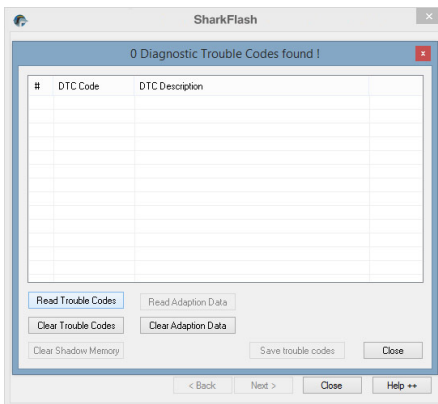 SharkFlash
0 Diagnostic Trouble Codes found !
# DTC Code DTC Description
Read Trouble Codes Read Adaption Data
Clear Trouble Codes Clear Adaption Data
Clear Shadow Memory Save trouble codes Close
< Back Next > Close Help ++